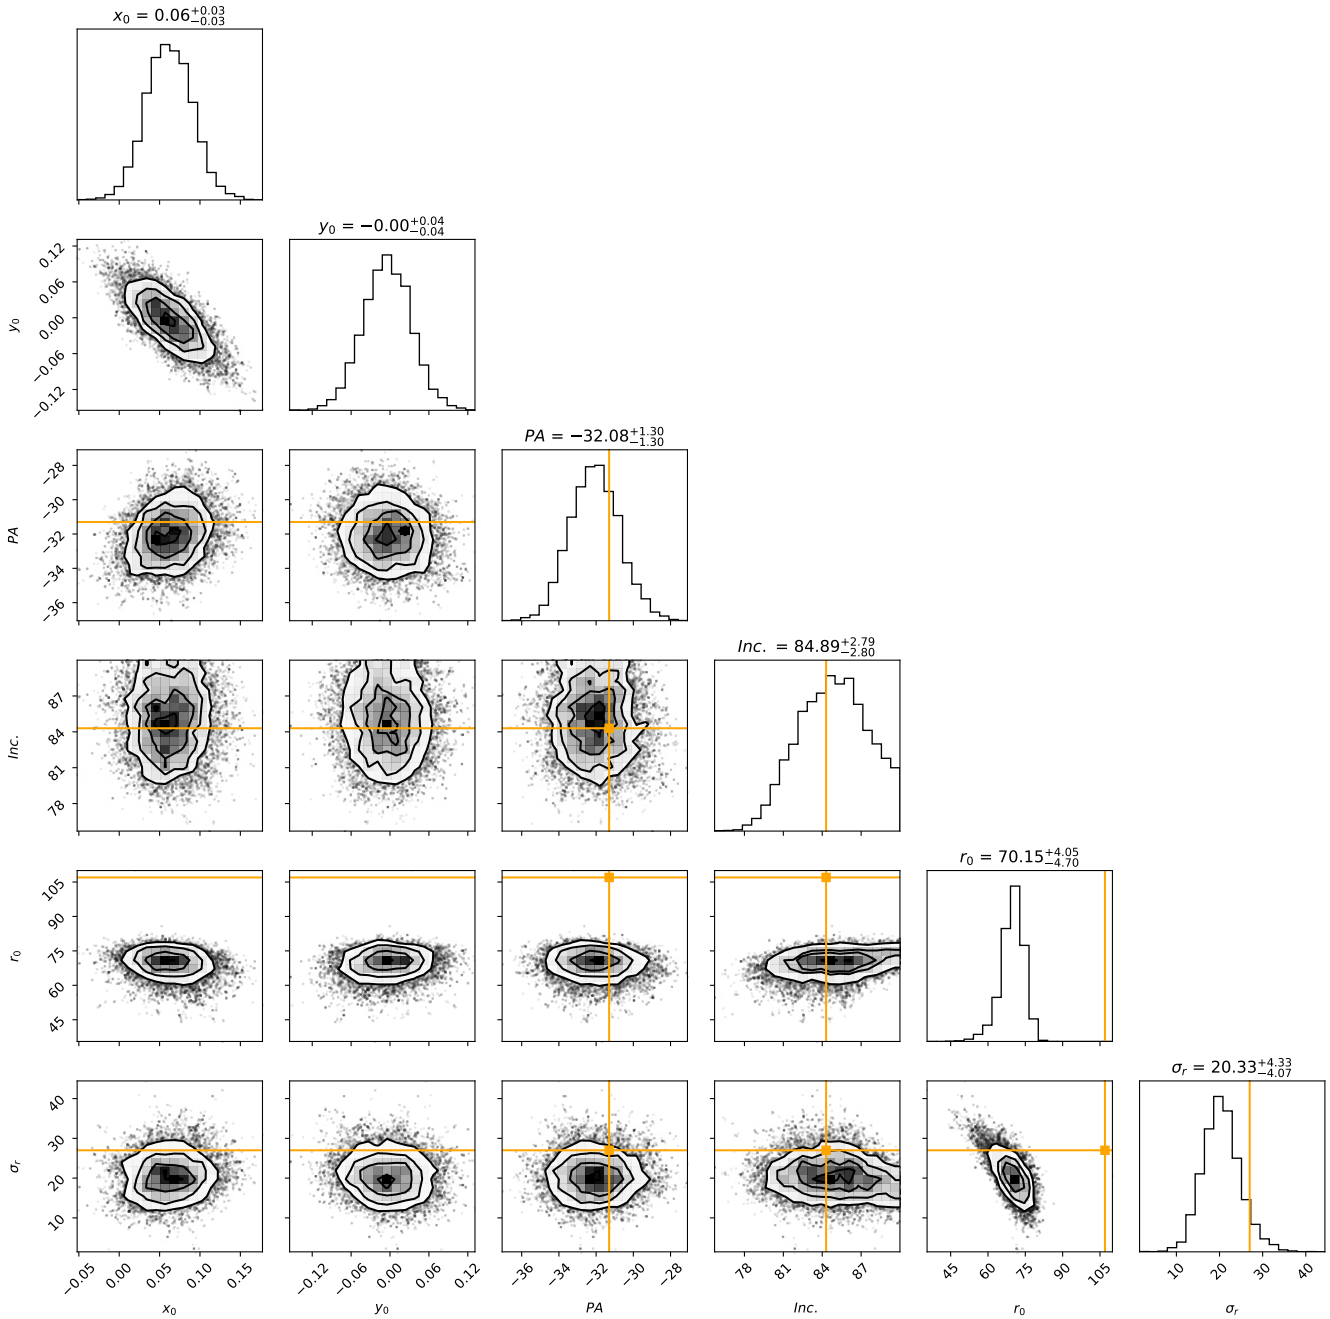 x₀ = 0.06+0.03 −0.03
0.12
0.06
0.00
−0.06
−0.12
y₀
y₀ = −0.00+0.04 −0.04
−28
−30
−32
−34
−36
PA
PA = −32.08+1.30 −1.30
87
84
81
78
Inc.
Inc. = 84.89+2.79 −2.80
105
90
75
60
45
r₀
r₀ = 70.15+4.05 −4.70
40
30
20
10
σᵣ
σᵣ = 20.33+4.33 −4.07
−0.05 0.00 0.05 0.10 0.15
−0.12 −0.06 0.00 0.06 0.12
−36 −34 −32 −30 −28
78 81 84 87
45 60 75 90 105
10 20 30 40
x₀ y₀ PA Inc. r₀ σᵣ